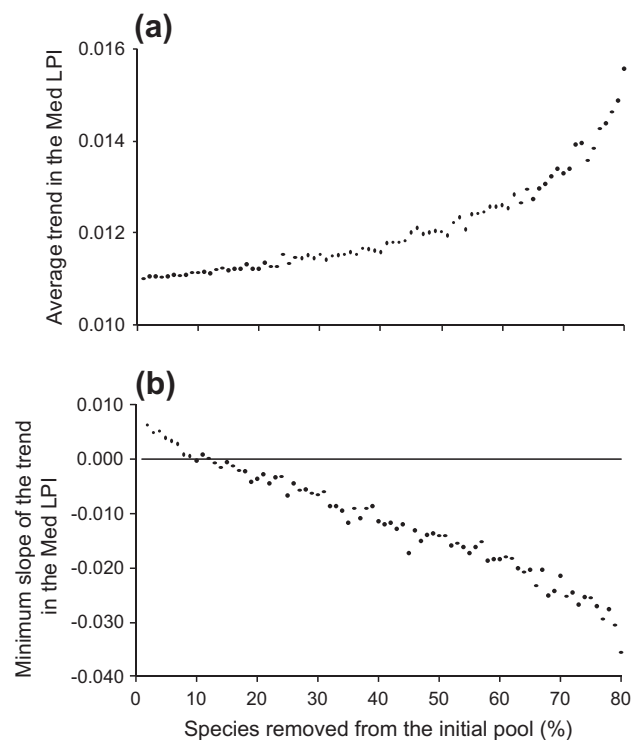 (a)
0.016
0.014
0.012
0.010
Average trend in the Med LPI
(b)
0.010
0.000
-0.010
-0.020
-0.030
-0.040
Minimum slope of the trend
in the Med LPI
0 10 20 30 40 50 60 70 80
Species removed from the initial pool (%)